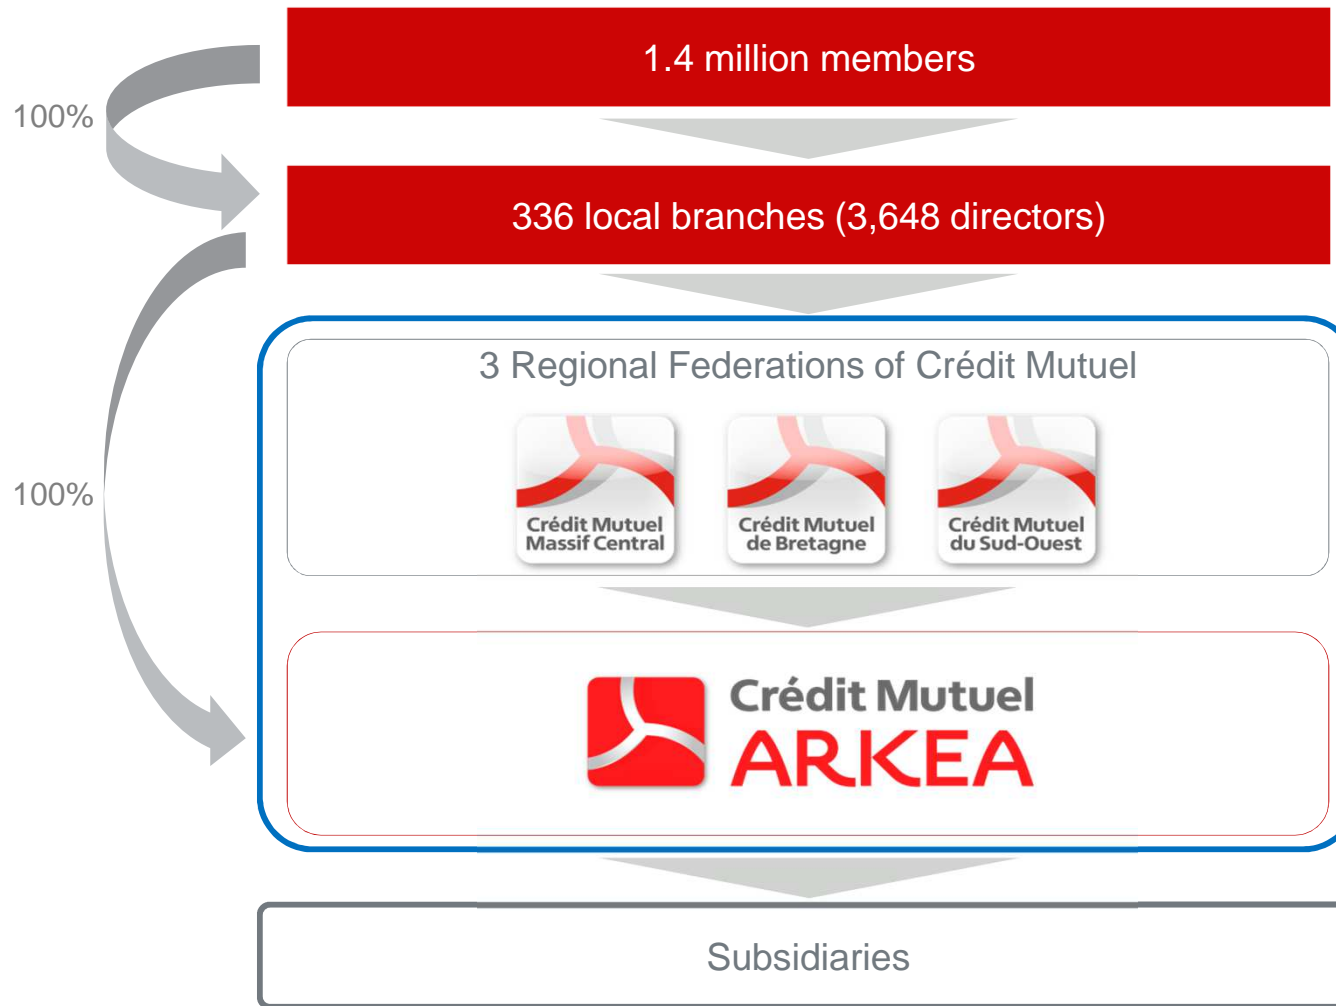 1.4 million members
100%
336 local branches (3,648 directors)
3 Regional Federations of Crédit Mutuel
Crédit Mutuel
Massif Central
Crédit Mutuel
de Bretagne
Crédit Mutuel
du Sud-Ouest
100%
Crédit Mutuel
ARKEA
Subsidiaries